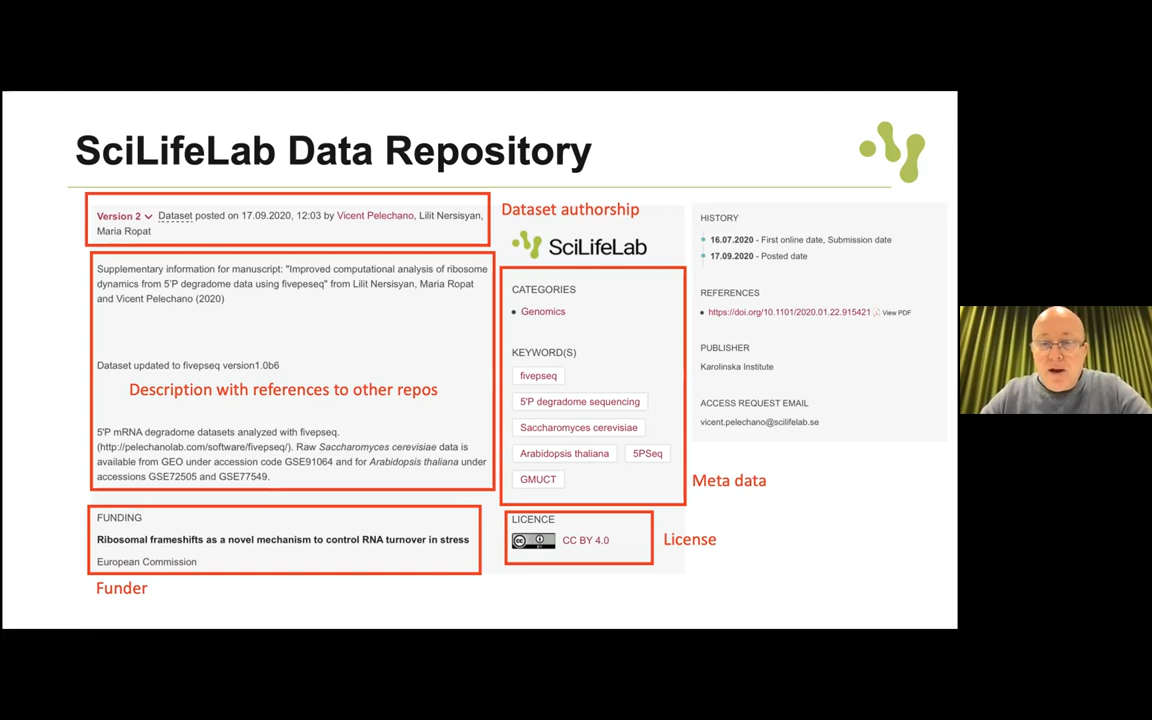 SciLifeLab Data Repository
Version 2 Dataset posted on 17.09.2020, 12:03 by Vicent Pelechano, Lilit Nersisyan,
Maria Ropat
Dataset authorship
Supplementary information for manuscript: "Improved computational analysis of ribosome
dynamics from 5'P degradome data using fivepeseq" from Lilit Nersisyan, Maria Ropat
and Vicent Pelechano (2020)
Dataset updated to fivepseq version1.0b6
Description with references to other repos
5'P mRNA degradome datasets analyzed with fivepseq.
(http://pelechanolab.com/software/fivepseq/). Raw Saccharomyces cerevisiae data is
available from GEO under accession code GSE91064 and for Arabidopsis thaliana under
accessions GSE72505 and GSE77549.
FUNDING
Ribosomal frameshifts as a novel mechanism to control RNA turnover in stress
European Commission
Funder
SciLifeLab
CATEGORIES
Genomics
KEYWORD(S)
fivepseq
5'P degradome sequencing
Saccharomyces cerevisiae
Arabidopsis thaliana 5PSeq
GMUCT
Meta data
LICENCE
CC BY 4.0
License
HISTORY
16.07.2020 - First online date, Submission date
17.09.2020 - Posted date
REFERENCES
https://doi.org/10.1101/2020.01.22.915421 View PDF
PUBLISHER
Karolinska Institute
ACCESS REQUEST EMAIL
vicent.pelechano@scilifelab.se